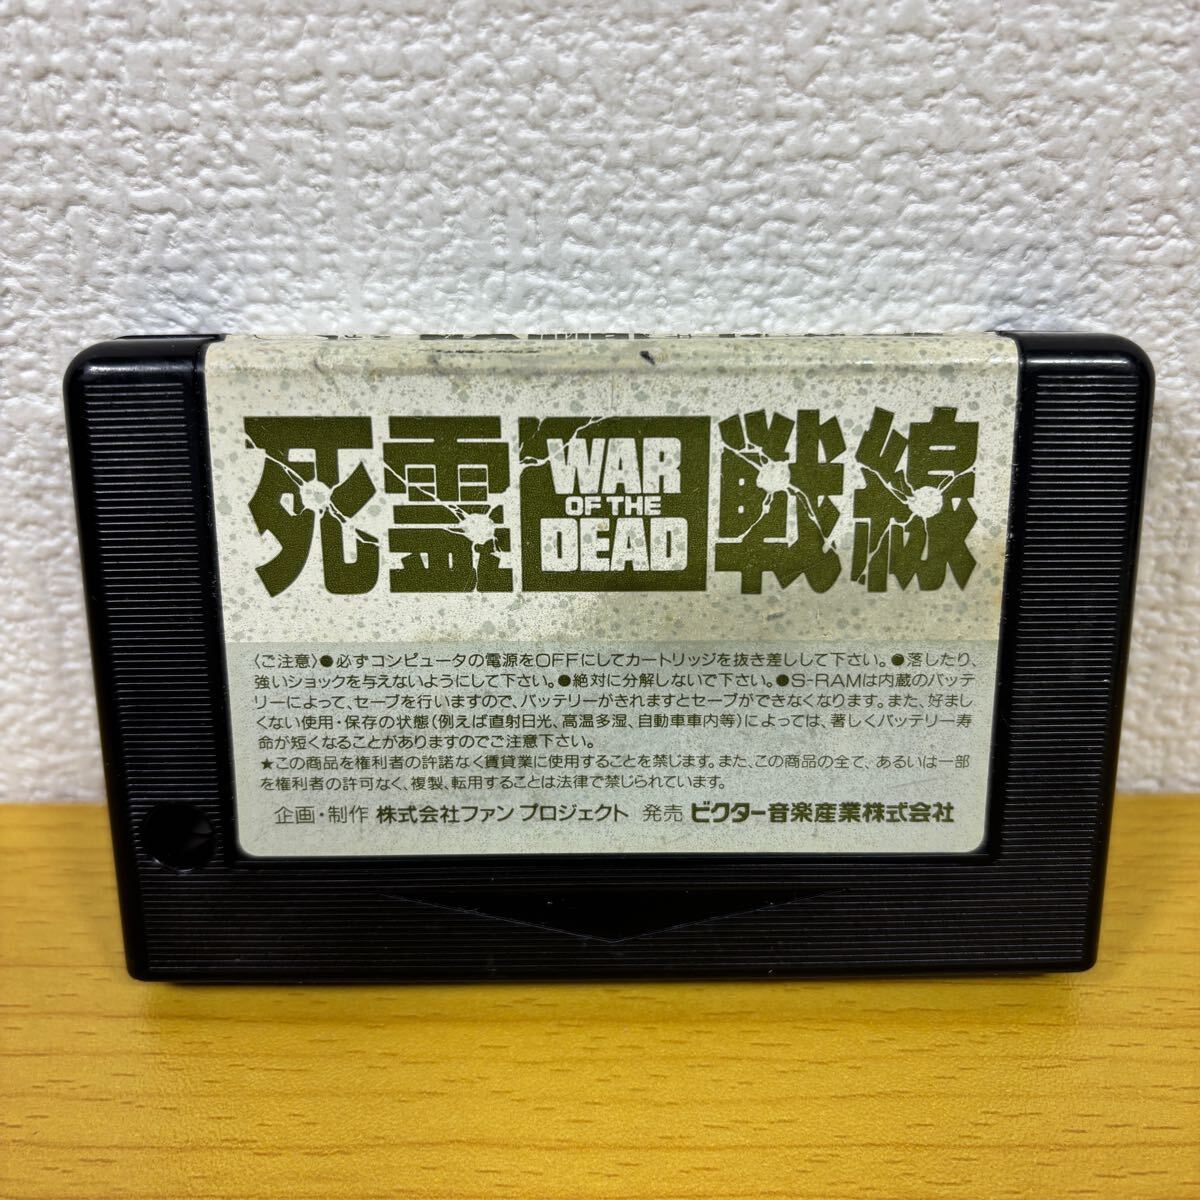 死霊戦線
WAR
OF THE
DEAD
〈ご注意〉●必ずコンピュータの電源をOFFにしてカートリッジを抜き差しして下さい。●落したり、
強いショックを与えないようにして下さい。●絶対に分解しないで下さい。●S-RAMは内蔵のバッテ
リーによって、セーブを行いますので、バッテリーがきれますとセーブができなくなります。また、好まし
くない使用・保存の状態(例えば直射日光、高温多湿、自動車車内等)によっては、著しくバッテリー寿
命が短くなることがありますのでご注意下さい。
★この商品を権利者の許諾なく賃貸業に使用することを禁じます。また、この商品の全て、あるいは一部
を権利者の許可なく、複製、転用することは法律で禁じられています。
企画・制作 株式会社ファン プロジェクト 発売 ビクター音楽産業株式会社